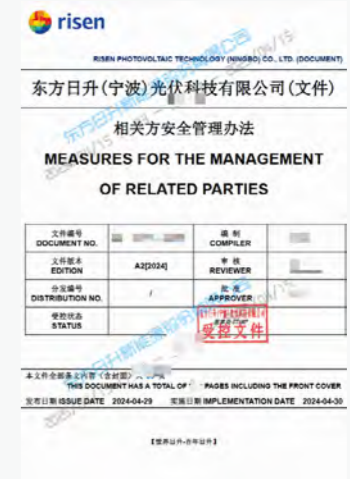 risen
RISEN PHOTOVOLTAIC TECHNOLOGY (NINGBO) CO., LTD. (DOCUMENT)
东方日升(宁波)光伏科技有限公司(文件)
相关方安全管理办法
MEASURES FOR THE MANAGEMENT
OF RELATED PARTIES
文件编号 编 制
DOCUMENT NO. COMPILER
文件版本 审 核
EDITION A2[2024] REVIEWER
分发编号 批 准
DISTRIBUTION NO. / APPROVER
受控状态
STATUS 受控文件
本文件全部条文内容(含封面)
THIS DOCUMENT HAS A TOTAL OF PAGES INCLUDING THE FRONT COVER
发布日期 ISSUE DATE 2024-04-29 实施日期 IMPLEMENTATION DATE 2024-04-30